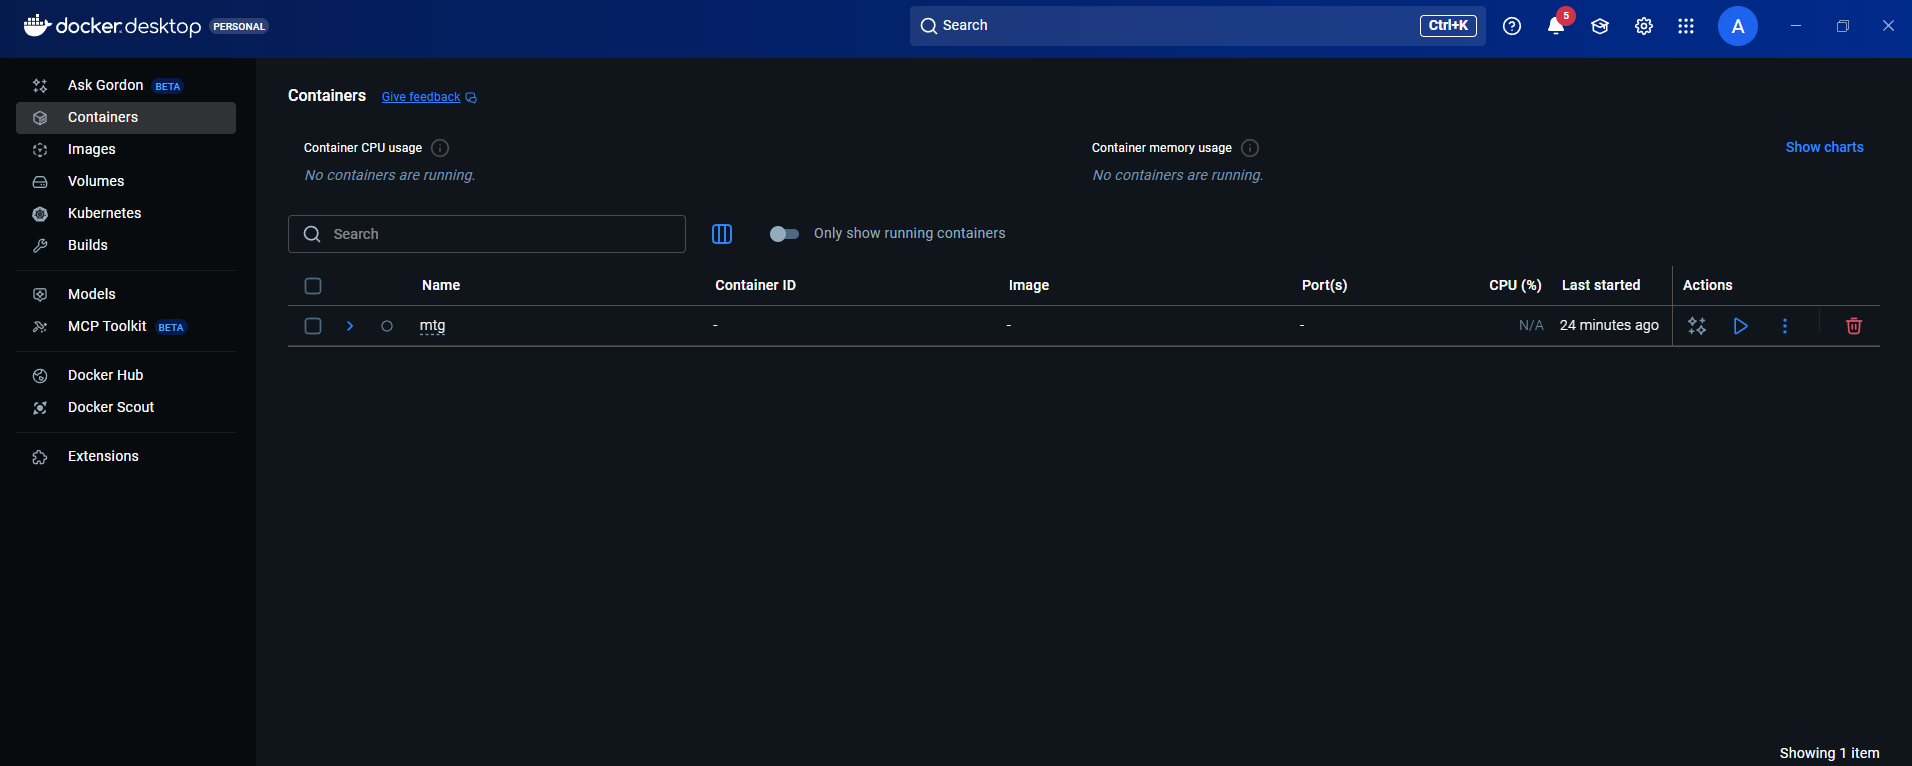 docker.desktop PERSONAL
Search
Ctrl+K
5
A
Ask Gordon BETA
Containers
Images
Volumes
Kubernetes
Builds
Models
MCP Toolkit BETA
Docker Hub
Docker Scout
Extensions
Containers Give feedback
Container CPU usage
No containers are running.
Container memory usage
No containers are running.
Show charts
Search
Only show running containers
Name Container ID Image Port(s) CPU (%) Last started Actions
mtg - - - N/A 24 minutes ago
Showing 1 item